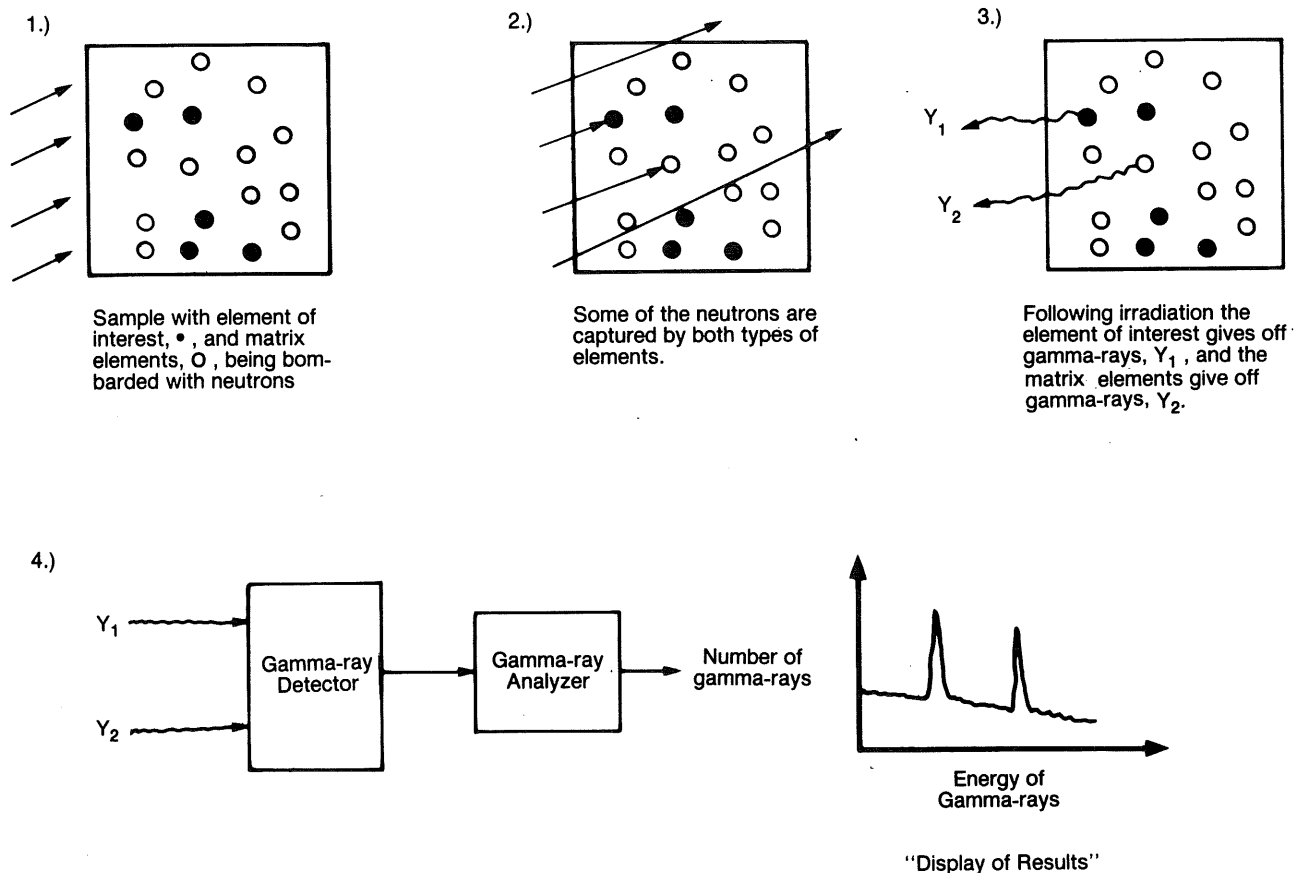 1.)
Sample with element of
interest, • , and matrix
elements, O , being bom-
barded with neutrons
2.)
Some of the neutrons are
captured by both types of
elements.
3.)
Y1
Y2
Following irradiation the
element of interest gives off
gamma-rays, Y1 , and the
matrix elements give off
gamma-rays, Y2.
4.)
Y1
Y2
Gamma-ray
Detector
Gamma-ray
Analyzer
Number of
gamma-rays
Energy of
Gamma-rays
"Display of Results"